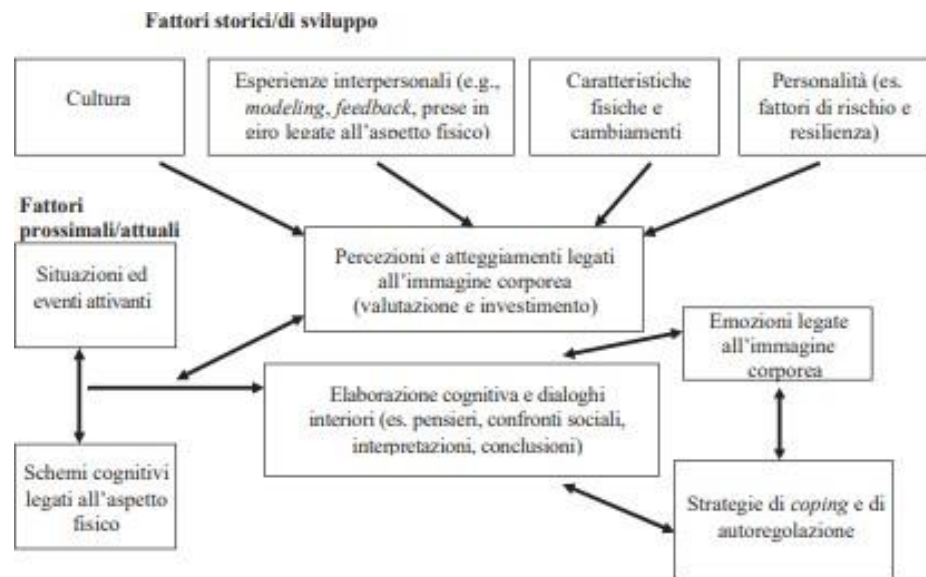 Fattori storici/di sviluppo
Cultura
Esperienze interpersonali (e.g.,
modeling, feedback, prese in
giro legate all'aspetto fisico)
Caratteristiche
fisiche e
cambiamenti
Personalità (es.
fattori di rischio e
resilienza)
Fattori
prossimali/attuali
Situazioni ed
eventi attivanti
Percezioni e atteggiamenti legati
all'immagine corporea
(valutazione e investimento)
Emozioni legate
all'immagine
corporea
Elaborazione cognitiva e dialoghi
interiori (es. pensieri, confronti sociali,
interpretazioni, conclusioni)
Schemi cognitivi
legati all'aspetto
fisico
Strategie di coping e di
autoregolazione